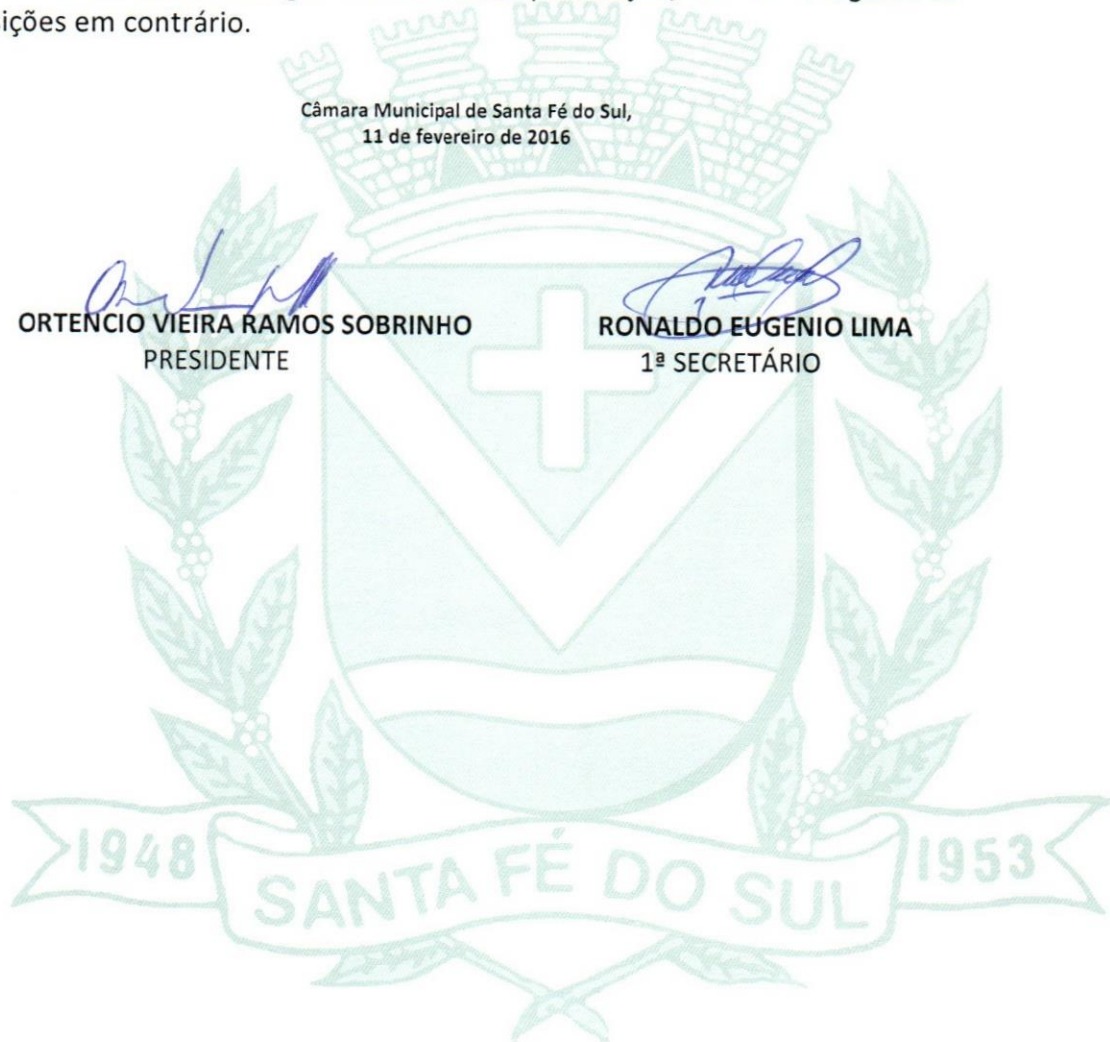 ições em contrário.
Câmara Municipal de Santa Fé do Sul,
11 de fevereiro de 2016
ORTENCIO VIEIRA RAMOS SOBRINHO
PRESIDENTE
RONALDO EUGENIO LIMA
1ª SECRETÁRIO
1948
SANTA FÉ DO SUL
1953